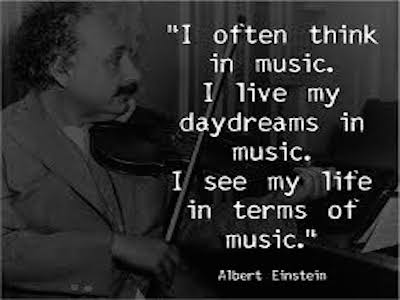 "I often think
in music.
I live my
daydreams in
music.
I see my life
in terms of
music."
Albert Einstein